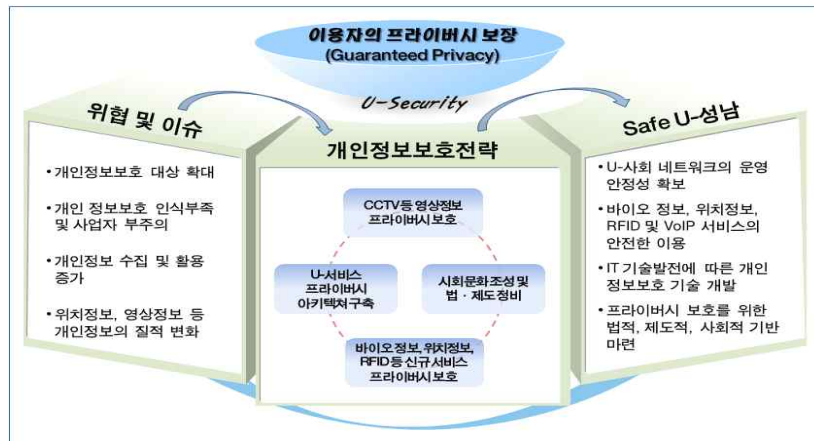 이용자의 프라이버시 보장
(Guaranteed Privacy)
U-Security
위협 및 이슈
• 개인정보보호 대상 확대
• 개인 정보보호 인식부족
및 사업자 부주의
• 개인정보 수집 및 활용
증가
• 위치정보, 영상정보 등
개인정보의 질적 변화
개인정보보호전략
CCTV등 영상정보
프라이버시 보호
U-서비스
프라이버시
아키텍쳐 구축
사회문화 조성 및
법 · 제도 정비
바이오 정보, 위치정보,
RFID 등 신규 서비스
프라이버시 보호
Safe U-성남
• U-사회 네트워크의 운영
안정성 확보
• 바이오 정보, 위치정보,
RFID 및 VoIP 서비스의
안전한 이용
• IT 기술발전에 따른 개인
정보보호 기술 개발
• 프라이버시 보호를 위한
법적, 제도적, 사회적 기반
마련